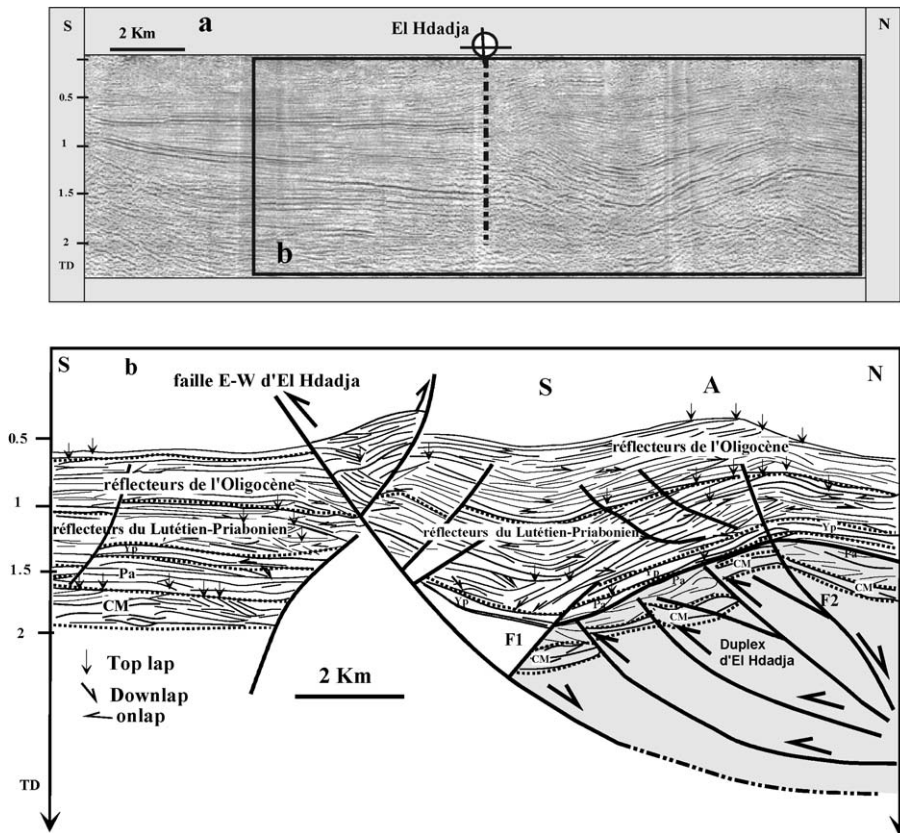 S
a
El Hdadja
N
2 Km
0.5
1
1.5
2
TD
b
S
b
faille E-W d'El Hdadja
S
A
N
0.5
réflecteurs de l'Oligocène
réflecteurs de l'Oligocène
1
réflecteurs du Lutétien-Priabonien
réflecteurs du Lutétien-Priabonien
Yp
Yp
Pa
Yp
Pa
CM
1.5
Pa
Yp
Pa
CM
F2
CM
CM
2
F1
CM
Duplex
d'El Hdadja
Top lap
Downlap
onlap
2 Km
TD